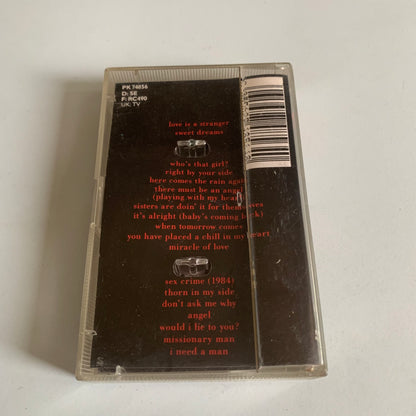 PK 74856
D: SE
F: RC490
UK: TV
love is a stranger
sweet dreams
who's that girl?
right by your side
here comes the rain again
there must be an angel
(playing with my heart)
sisters are doin' it for themselves
it's alright (baby's coming back)
when tomorrow comes
you have placed a chill in my heart
miracle of love
sex crime (1984)
thorn in my side
don't ask me why
angel
would i lie to you?
missionary man
i need a man